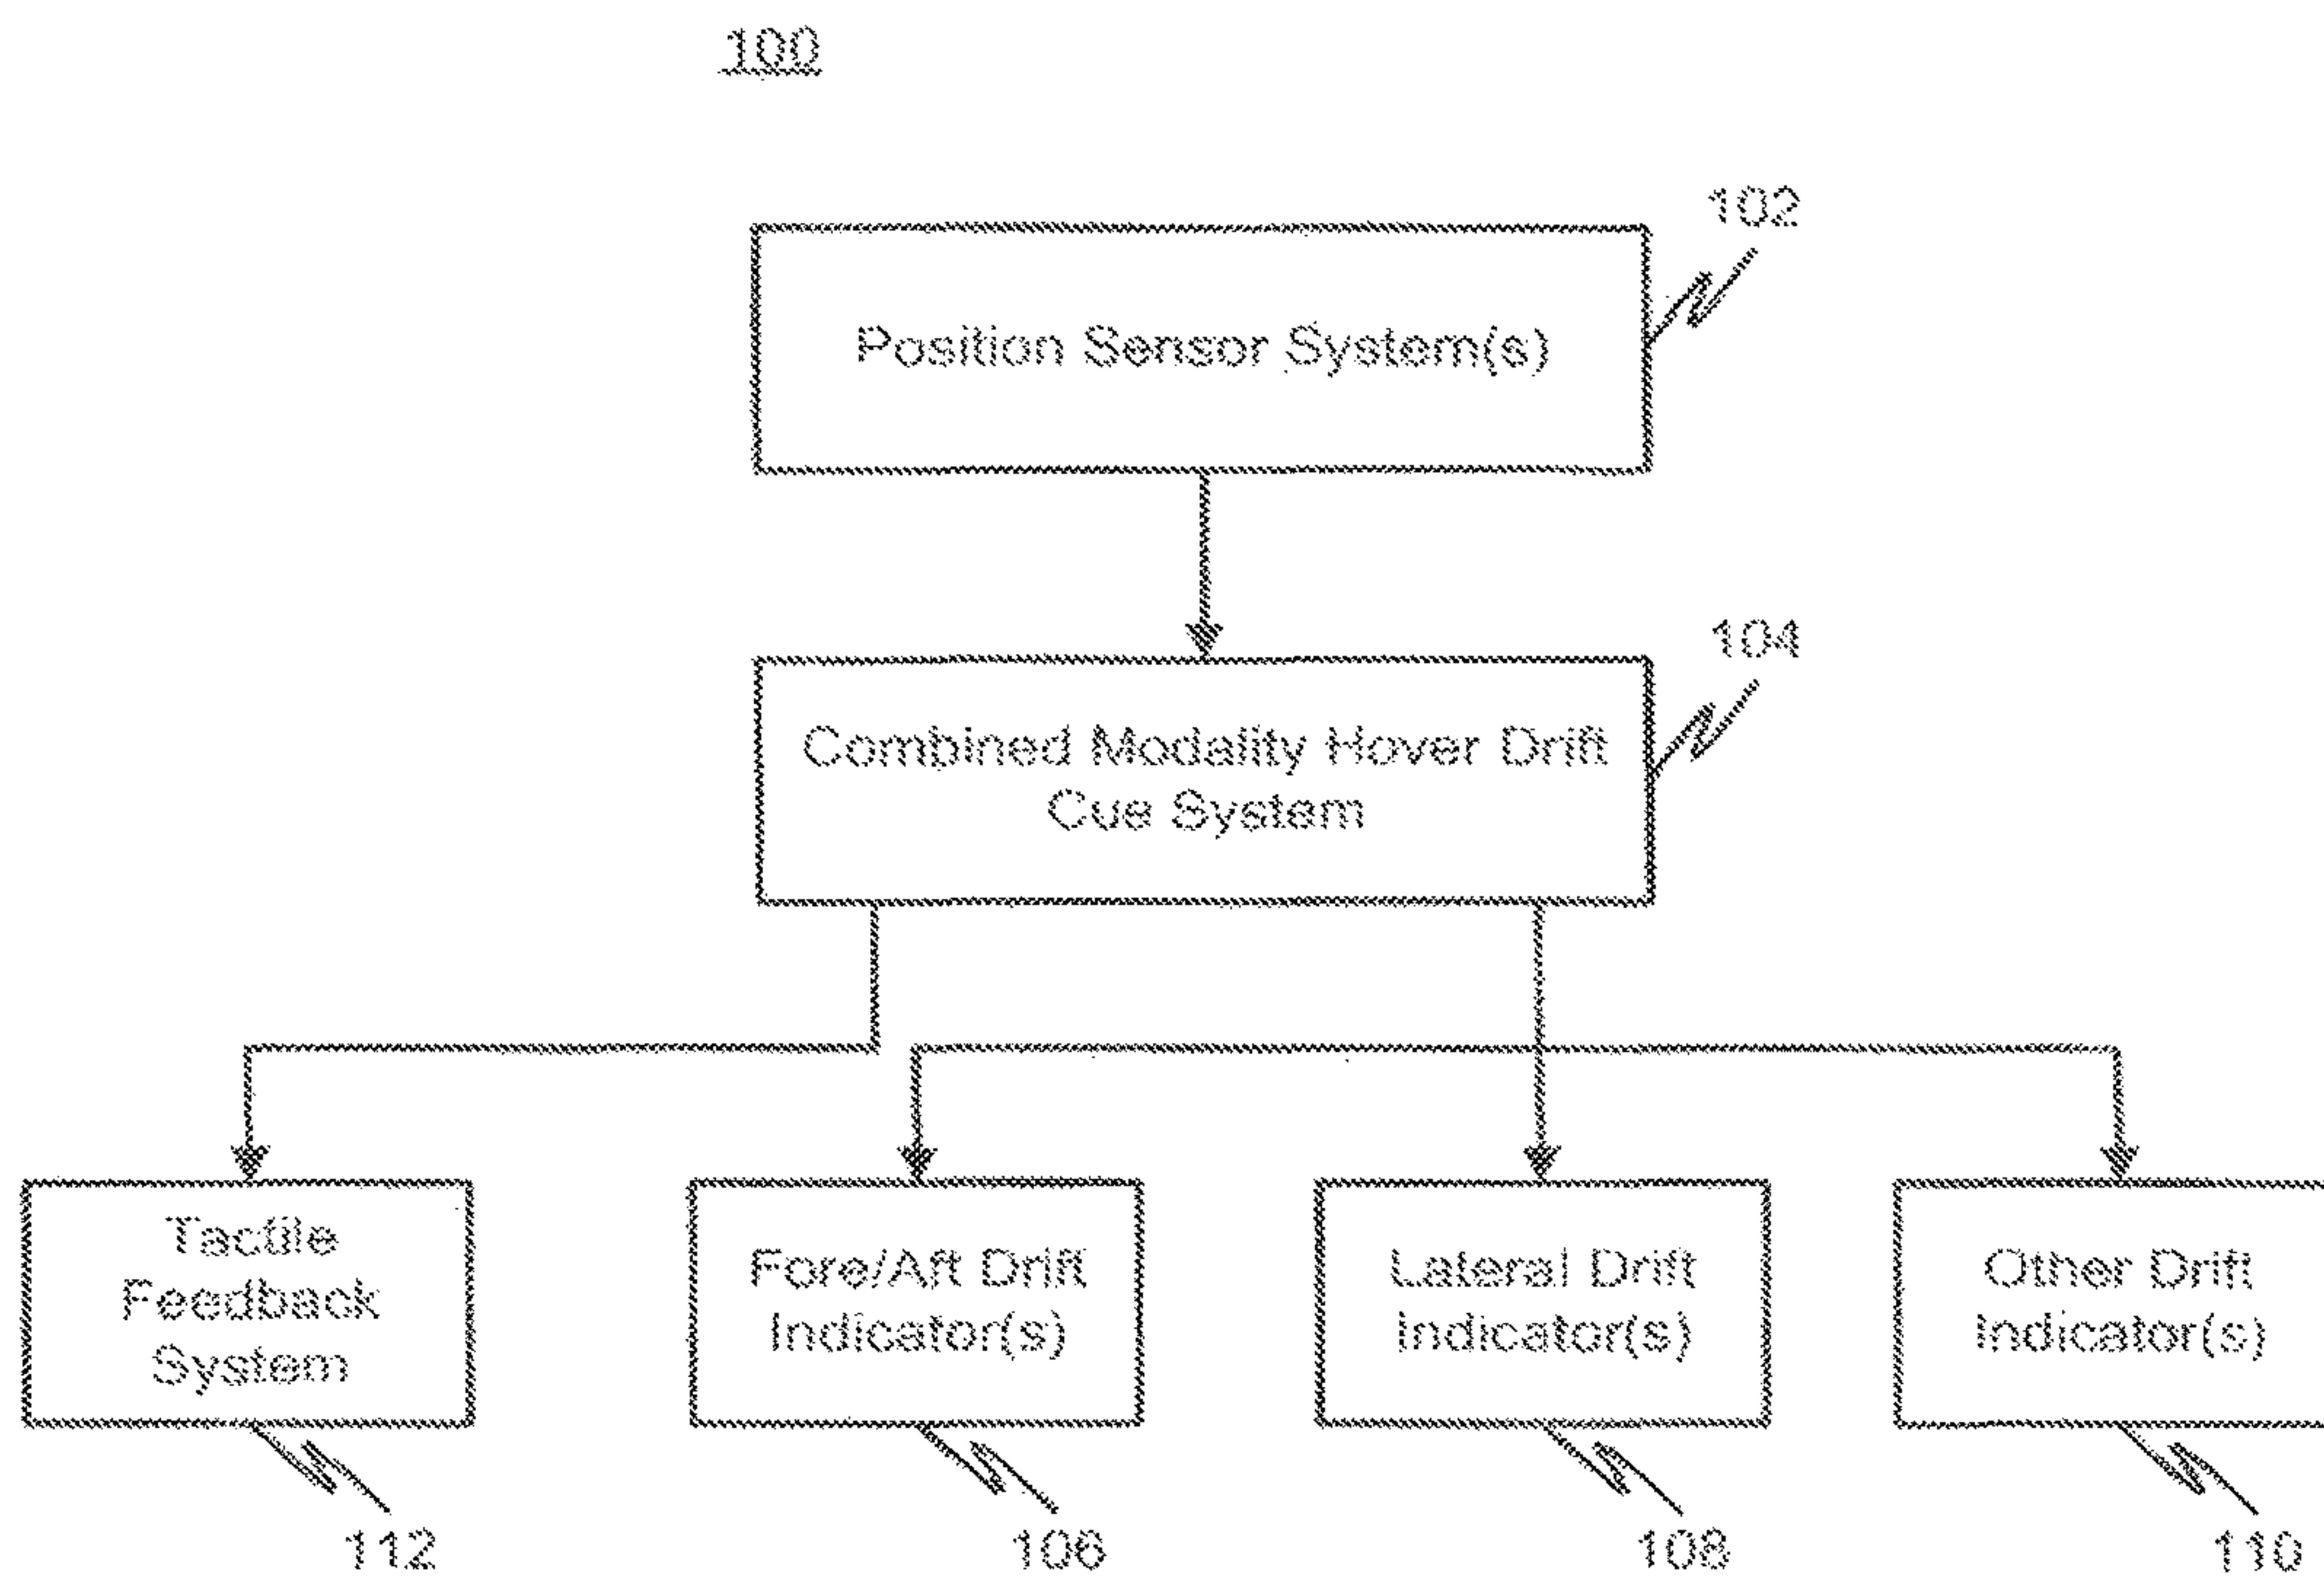 100
102
Position Sensor System(s)
104
Combined Modality Hover Drift
Cue System
Tactile
Feedback
System
Fore/Aft Drift
Indicator(s)
Lateral Drift
Indicator(s)
Other Drift
Indicator(s)
112
106
108
110